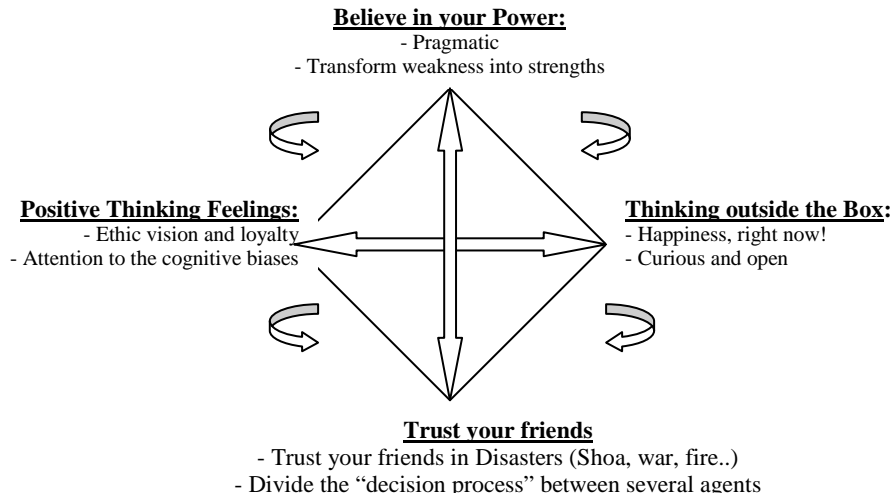 Believe in your Power:
- Pragmatic
- Transform weakness into strengths
Positive Thinking Feelings:
- Ethic vision and loyalty
- Attention to the cognitive biases
Thinking outside the Box:
- Happiness, right now!
- Curious and open
Trust your friends
- Trust your friends in Disasters (Shoa, war, fire..)
- Divide the “decision process” between several agents